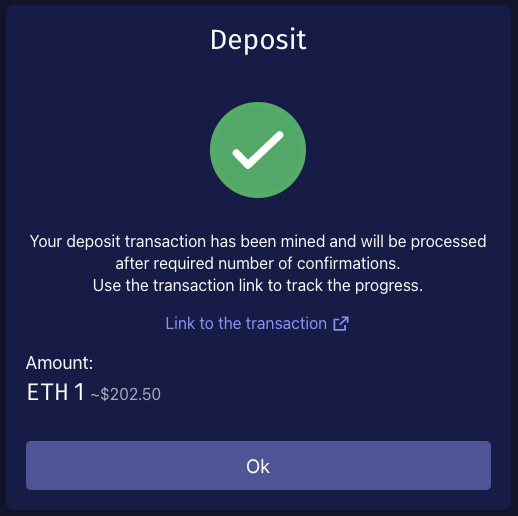 Deposit
Your deposit transaction has been mined and will be processed
after required number of confirmations.
Use the transaction link to track the progress.
Link to the transaction
Amount:
ETH 1 ~$202.50
Ok